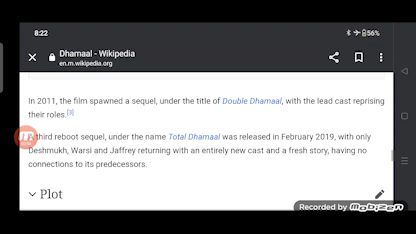 8:22
56%
Dhamaal - Wikipedia
en.m.wikipedia.org
In 2011, the film spawned a sequel, under the title of Double Dhamaal, with the lead cast reprising
their roles.[3]
A third reboot sequel, under the name Total Dhamaal was released in February 2019, with only
Deshmukh, Warsi and Jaffrey returning with an entirely new cast and a fresh story, having no
connections to its predecessors.
Plot
Recorded by Mobizen